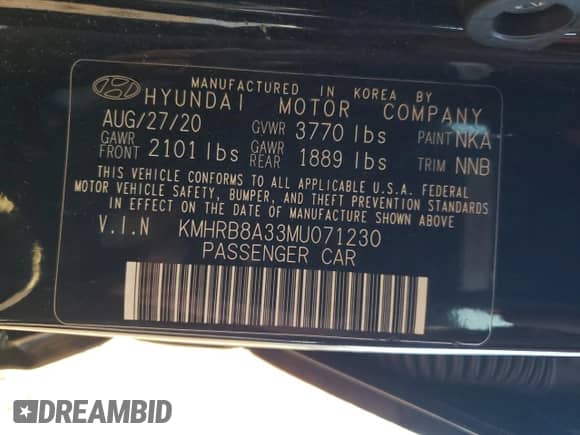 MANUFACTURED IN KOREA BY
HYUNDAI MOTOR COMPANY
AUG/27/20 GVWR 3770 lbs PAINT NKA
GAWR FRONT 2101 lbs GAWR REAR 1889 lbs TRIM NNB
THIS VEHICLE CONFORMS TO ALL APPLICABLE U.S.A. FEDERAL
MOTOR VEHICLE SAFETY, BUMPER, AND THEFT PREVENTION STANDARDS
IN EFFECT ON THE DATE OF MANUFACTURE SHOWN ABOVE
V.I.N KMHRB8A33MU071230
PASSENGER CAR
DREAMBID